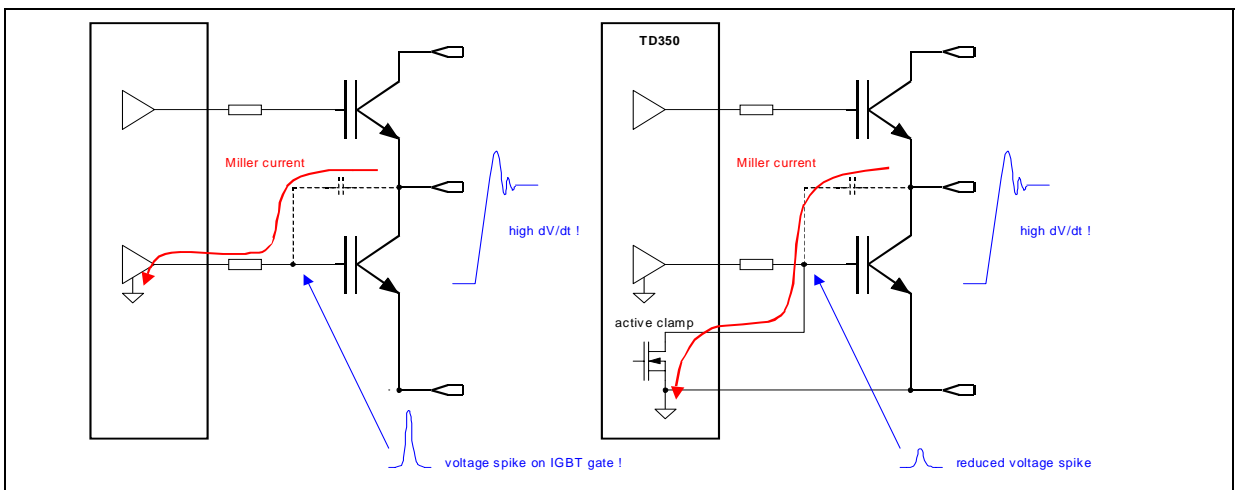 TD350
Miller current
high dV/dt !
voltage spike on IGBT gate !
Miller current
high dV/dt !
active clamp
reduced voltage spike